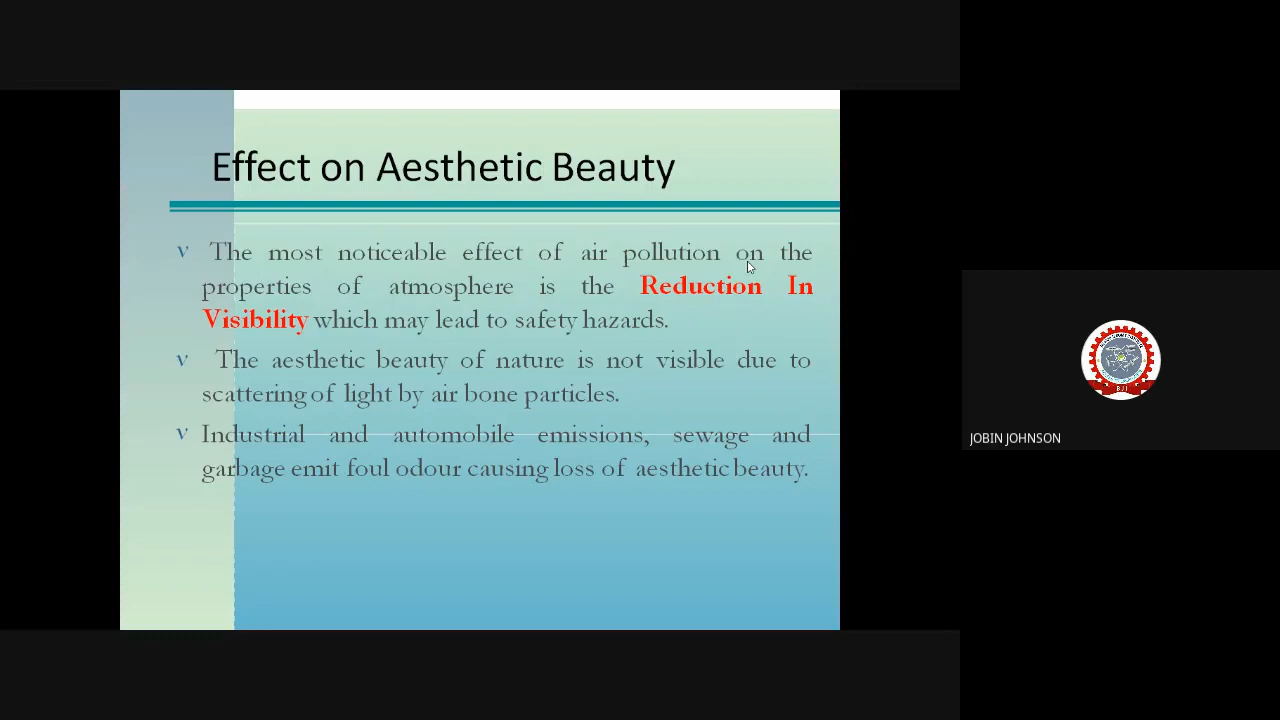 Effect on Aesthetic Beauty
v The most noticeable effect of air pollution on the
properties of atmosphere is the Reduction In
Visibility which may lead to safety hazards.
v The aesthetic beauty of nature is not visible due to
scattering of light by air bone particles.
v Industrial and automobile emissions, sewage and
garbage emit foul odour causing loss of aesthetic beauty.
JOBIN JOHNSON